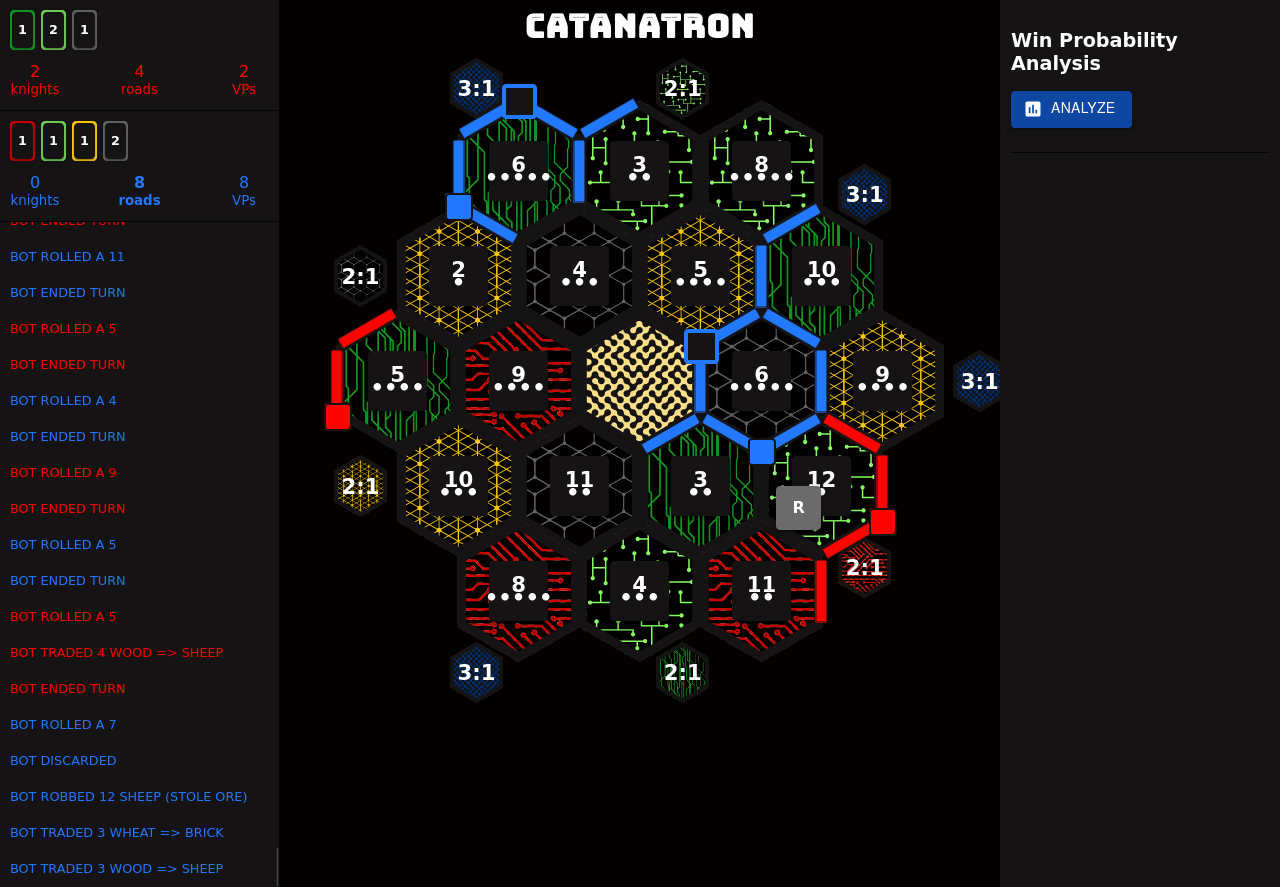 1 2 1
2 4 2
knights roads VPs
1 1 1 2
0 8 8
knights roads VPs
BOT ENDED TURN
BOT ROLLED A 11
BOT ENDED TURN
BOT ROLLED A 5
BOT ENDED TURN
BOT ROLLED A 4
BOT ENDED TURN
BOT ROLLED A 9
BOT ENDED TURN
BOT ROLLED A 5
BOT ENDED TURN
BOT ROLLED A 5
BOT TRADED 4 WOOD => SHEEP
BOT ENDED TURN
BOT ROLLED A 7
BOT DISCARDED
BOT ROBBED 12 SHEEP (STOLE ORE)
BOT TRADED 3 WHEAT => BRICK
BOT TRADED 3 WOOD => SHEEP
CATANATRON
3:1 2:1
6 3 8
3:1
2:1 2 4 5 10
5 9 6 9 3:1
2:1 10 11 3 12
R
8 4 11 2:1
3:1 2:1
Win Probability
Analysis
ANALYZE